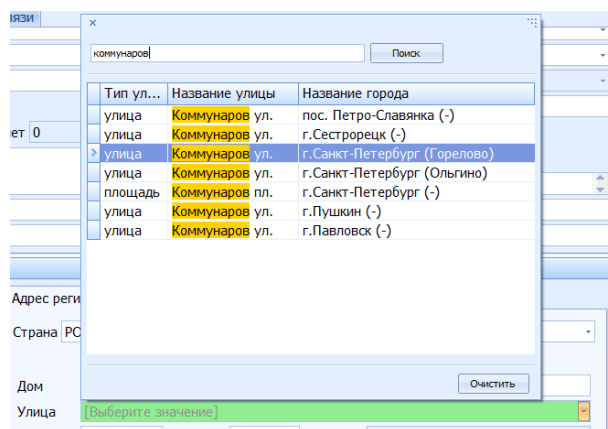 вязи
×
коммунаров
Поиск
Тип ул... Название улицы Название города
улица Коммунаров ул. пос. Петро-Славянка (-)
улица Коммунаров ул. г.Сестрорецк (-)
улица Коммунаров ул. г.Санкт-Петербург (Горелово)
улица Коммунаров ул. г.Санкт-Петербург (Ольгино)
площадь Коммунаров пл. г.Санкт-Петербург (-)
улица Коммунаров ул. г.Пушкин (-)
улица Коммунаров ул. г.Павловск (-)
ет 0
Адрес реги
Страна РО
Очистить
Дом
Улица [Выберите значение]